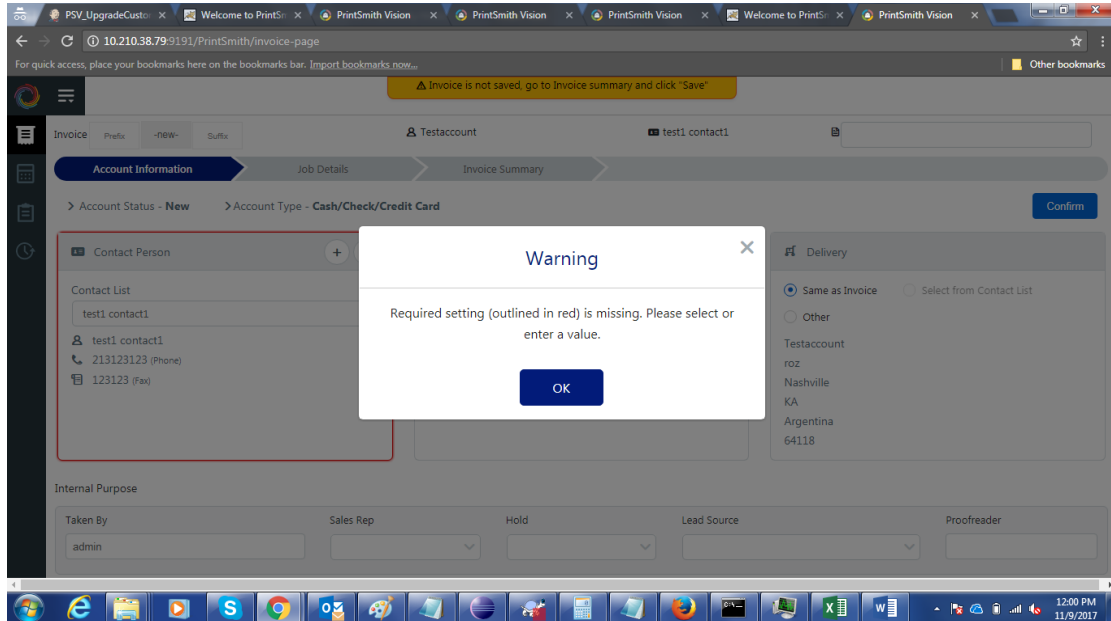 PSV_UpgradeCusto
Welcome to PrintSn
PrintSmith Vision
PrintSmith Vision
PrintSmith Vision
Welcome to PrintS
PrintSmith Vision
10.210.38.79:9191/PrintSmith/invoice-page
For quick access, place your bookmarks here on the bookmarks bar. Import bookmarks now...
Other bookmarks
Invoice is not saved, go to Invoice summary and click "Save"
Invoice Prefix -new- Suffix
Testaccount
test1 contact1
Account Information
Job Details
Invoice Summary
Account Status - New
Account Type - Cash/Check/Credit Card
Confirm
Contact Person
Contact List
test1 contact1
test1 contact1
213123123 (Phone)
123123 (Fax)
Warning
Required setting (outlined in red) is missing. Please select or
enter a value.
OK
Delivery
Same as Invoice
Select from Contact List
Other
Testaccount
roz
Nashville
KA
Argentina
64118
Internal Purpose
Taken By
Sales Rep
Hold
Lead Source
Proofreader
admin
12:00 PM
11/9/2017